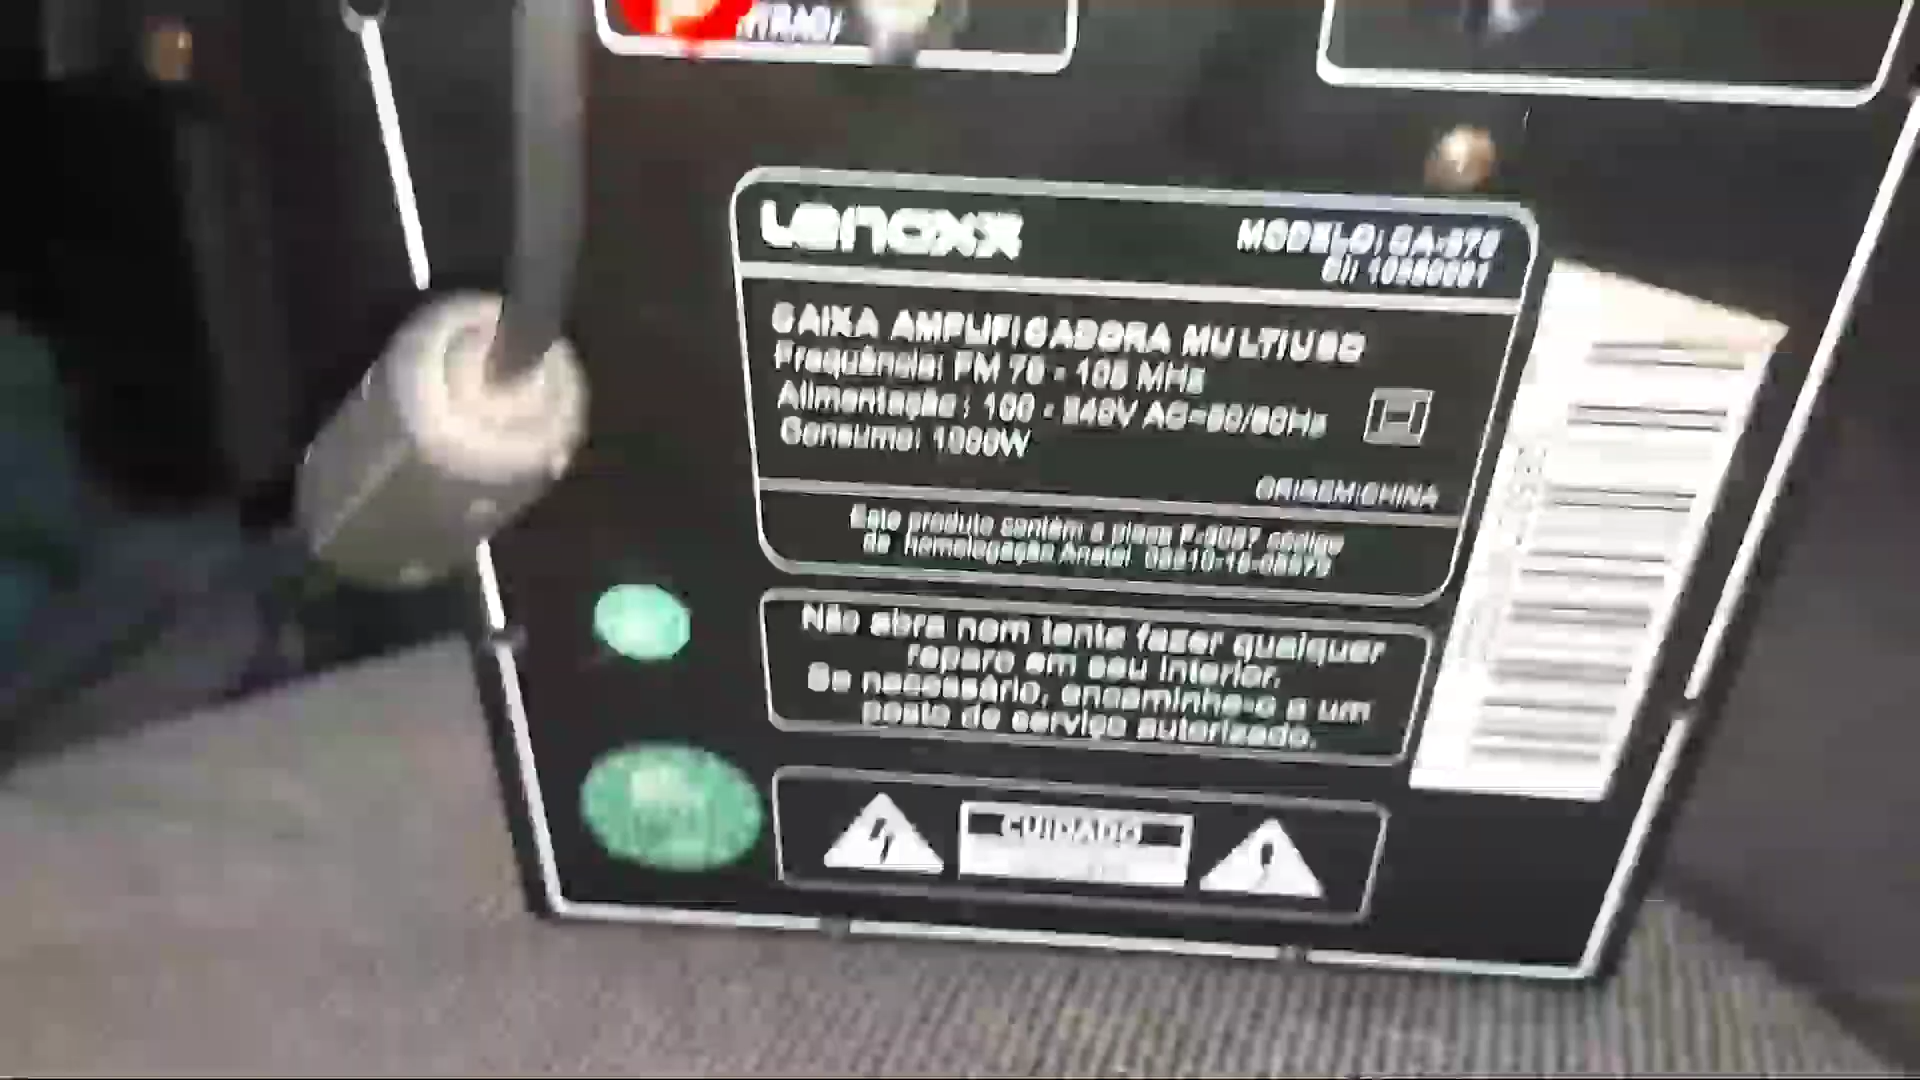 Lenoxx
MODELO: CA-
CAIXA AMPLIFICADORA MULTIUSO
Frequência: FM 76 - 108 MHz
Alimentação: 100 - 240V AC~50/60Hz
Consumo: 1000W
ORIGEM:CHINA
Este produto contém a placa código
de homologação Anatel
Não abra nem tente fazer qualquer
reparo em seu interior.
Se necessário, encaminhe-o a um
posto de serviço autorizado.
CUIDADO